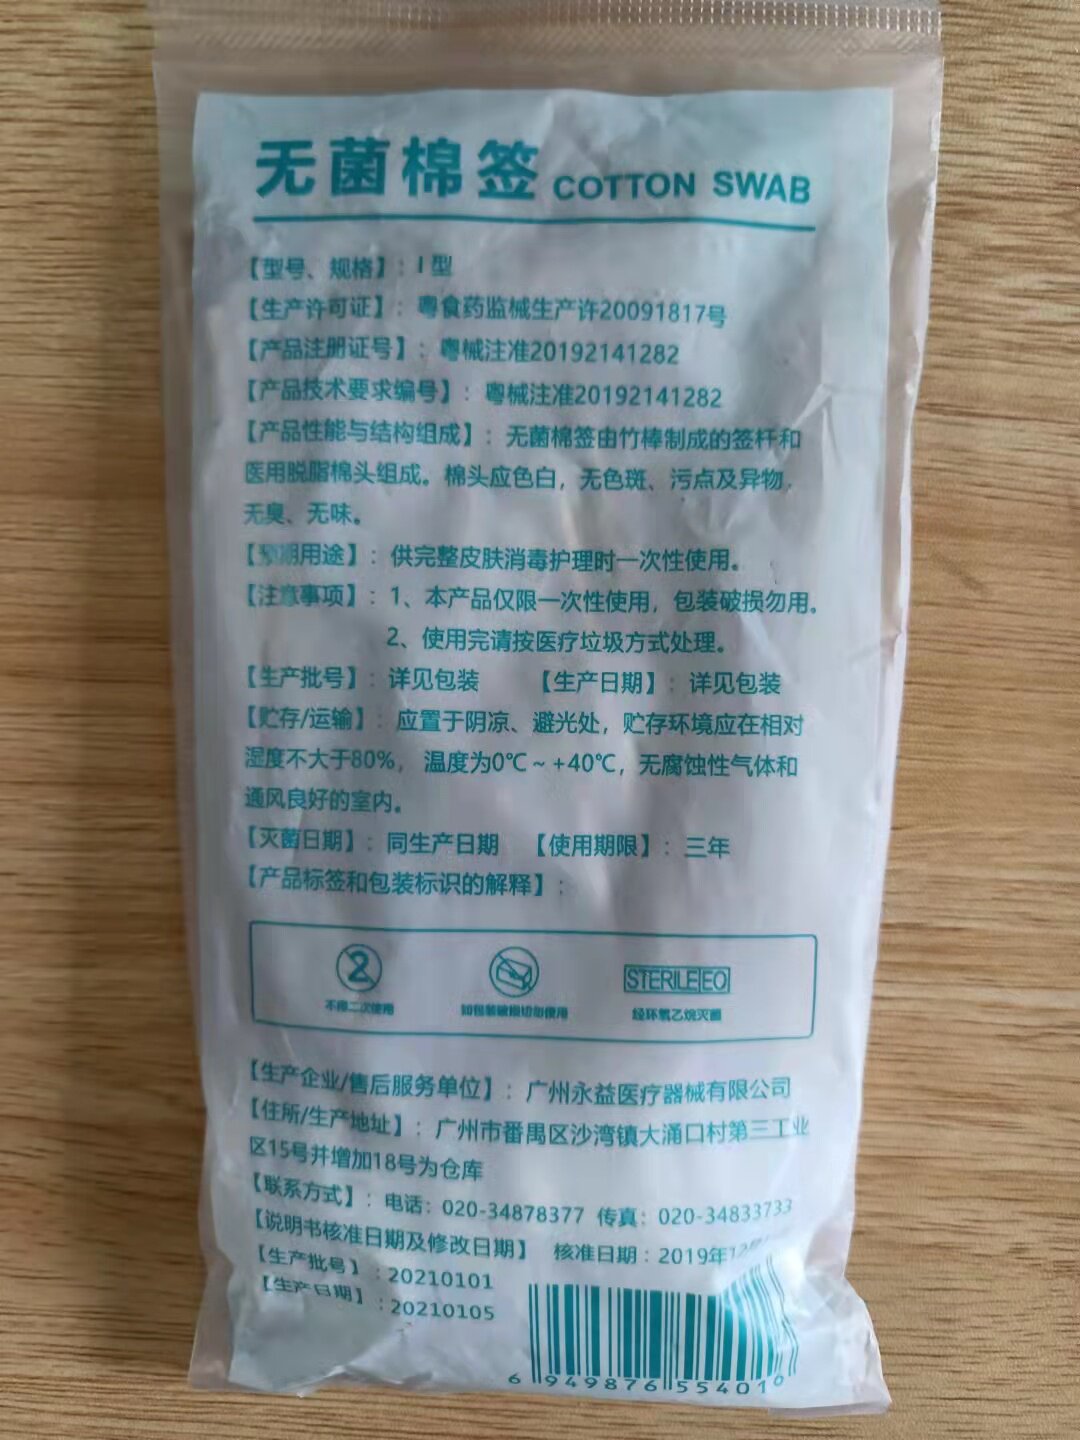 无菌棉签 COTTON SWAB
【型号、规格】：I 型
【生产许可证】：粤食药监械生产许20091817号
【产品注册证号】：粤械注准20192141282
【产品技术要求编号】：粤械注准20192141282
【产品性能与结构组成】：无菌棉签由竹棒制成的签杆和
医用脱脂棉头组成。棉头应色白，无色斑、污点及异物，
无臭、无味。
【预期用途】：供完整皮肤消毒护理时一次性使用。
【注意事项】：1、本产品仅限一次性使用，包装破损勿用。
2、使用完请按医疗垃圾方式处理。
【生产批号】：详见包装 【生产日期】：详见包装
【贮存/运输】：应置于阴凉、避光处，贮存环境应在相对
湿度不大于80%，温度为0℃～+40℃，无腐蚀性气体和
通风良好的室内。
【灭菌日期】：同生产日期 【使用期限】：三年
【产品标签和包装标识的解释】：
2 STERILE EO
不得二次使用 如包装破损切勿使用 经环氧乙烷灭菌
【生产企业/售后服务单位】：广州永益医疗器械有限公司
【住所/生产地址】：广州市番禺区沙湾镇大涌口村第三工业
区15号并增加18号为仓库
【联系方式】：电话：020-34878377 传真：020-34833733
【说明书核准日期及修改日期】 核准日期：2019年12
【生产批号】：20210101
【生产日期】：20210105
6 949876 554010